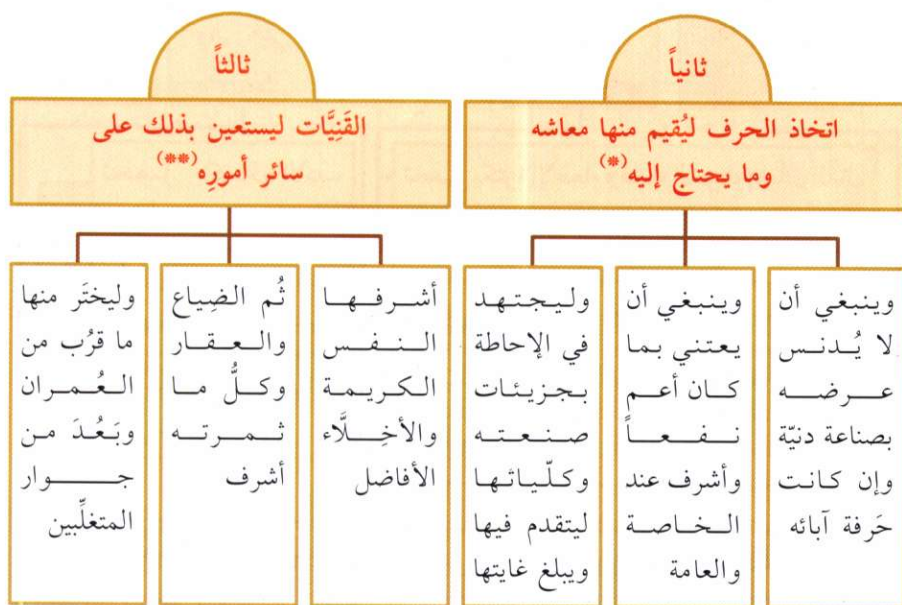 ثانياً
اتخاذ الحرف ليُقيم منها معاشه
وما يحتاج إليه(*)
وينبغي أن
لا يُدنس
عرضه
بصناعة دنيّة
وإن كانت
حَرفة آبائه
وينبغي أن
يعتني بما
كان أعم
نفعاً
وأشرف عند
الخاصة
والعامة
وليجتهد
في الإحاطة
بجزيئات
صنعته
وكلّياتها
ليتقدم فيها
ويبلغ غايتها
ثالثاً
القَنِيَّات ليستعين بذلك على
سائر أمورِه(**)
أشرفها
النفس
الكريمة
والأخِلَّاء
الأفاضل
ثُم الضِياع
والعقار
وكلُّ ما
ثمرته
أشرف
وليختَر منها
ما قرُب من
العُمران
وبَعُدَ من
جوار
المتغلِّبين